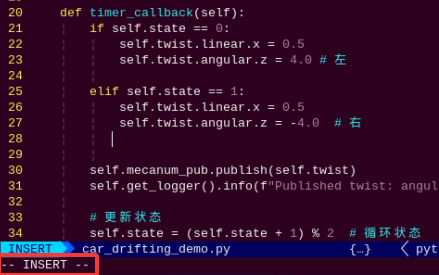 20 def timer_callback(self):
21 if self.state == 0:
22 self.twist.linear.x = 0.5
23 self.twist.angular.z = 4.0 # 左
24
25 elif self.state == 1:
26 self.twist.linear.x = 0.5
27 self.twist.angular.z = -4.0 # 右
28
29
30 self.mecanum_pub.publish(self.twist)
31 self.get_logger().info(f"Published twist: angul
32
33 # 更新状态
34 self.state = (self.state + 1) % 2 # 循环状态
INSERT car_drifting_demo.py {…} pyt
-- INSERT --